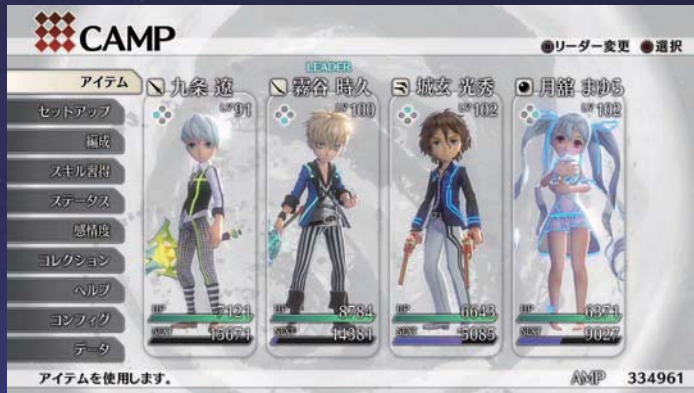 CAMP
リーダー変更 選択
アイテム
セットアップ
編成
スキル習得
ステータス
感情度
コレクション
ヘルプ
コンフィグ
データ
九条 遼
LV 91
HP 7121
NEXT 15671
LEADER
霧谷 時久
LV 100
HP 8784
NEXT 14381
城玄 光秀
LV 102
HP 6643
NEXT 5085
月舘 まゆら
LV 102
HP 6371
NEXT 9027
アイテムを使用します。
AMP 334961